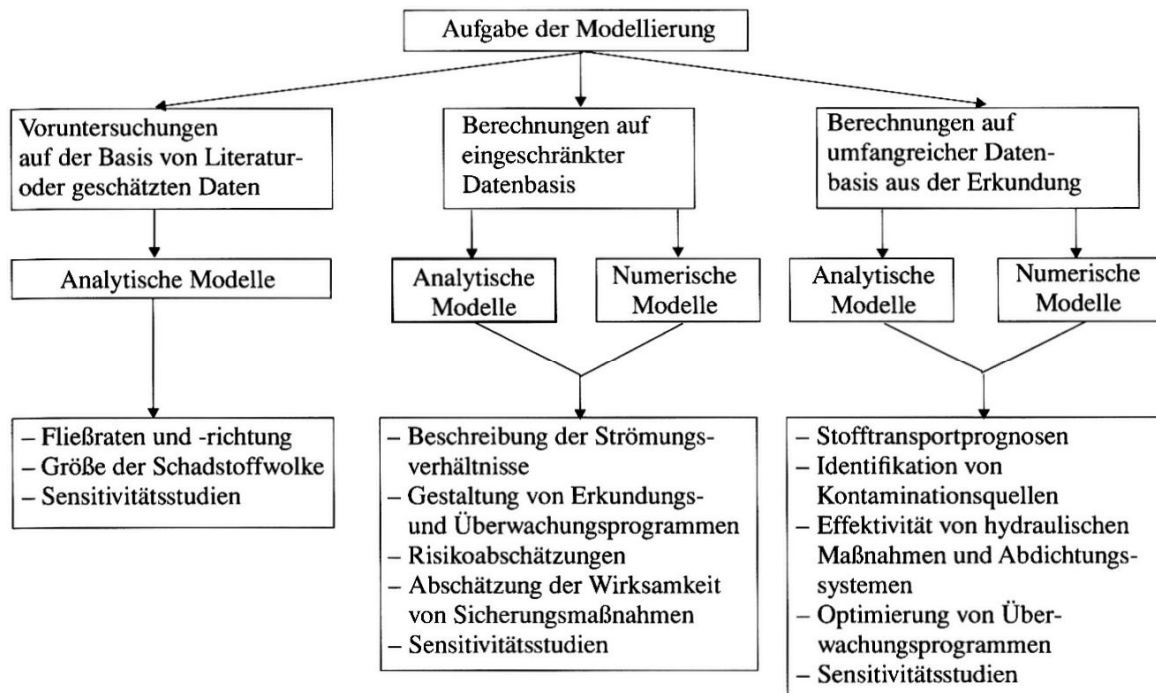 Aufgabe der Modellierung
Voruntersuchungen
auf der Basis von Literatur-
oder geschätzten Daten
Berechnungen auf
eingeschränkter
Datenbasis
Berechnungen auf
umfangreicher Daten-
basis aus der Erkundung
Analytische Modelle
Analytische
Modelle
Numerische
Modelle
Analytische
Modelle
Numerische
Modelle
– Fließraten und -richtung
– Größe der Schadstoffwolke
– Sensitivitätsstudien
– Beschreibung der Strömungs-
verhältnisse
– Gestaltung von Erkundungs-
und Überwachungsprogrammen
– Risikoabschätzungen
– Abschätzung der Wirksamkeit
von Sicherungsmaßnahmen
– Sensitivitätsstudien
– Stofftransportprognosen
– Identifikation von
Kontaminationsquellen
– Effektivität von hydraulischen
Maßnahmen und Abdichtungs-
systemen
– Optimierung von Über-
wachungsprogrammen
– Sensitivitätsstudien